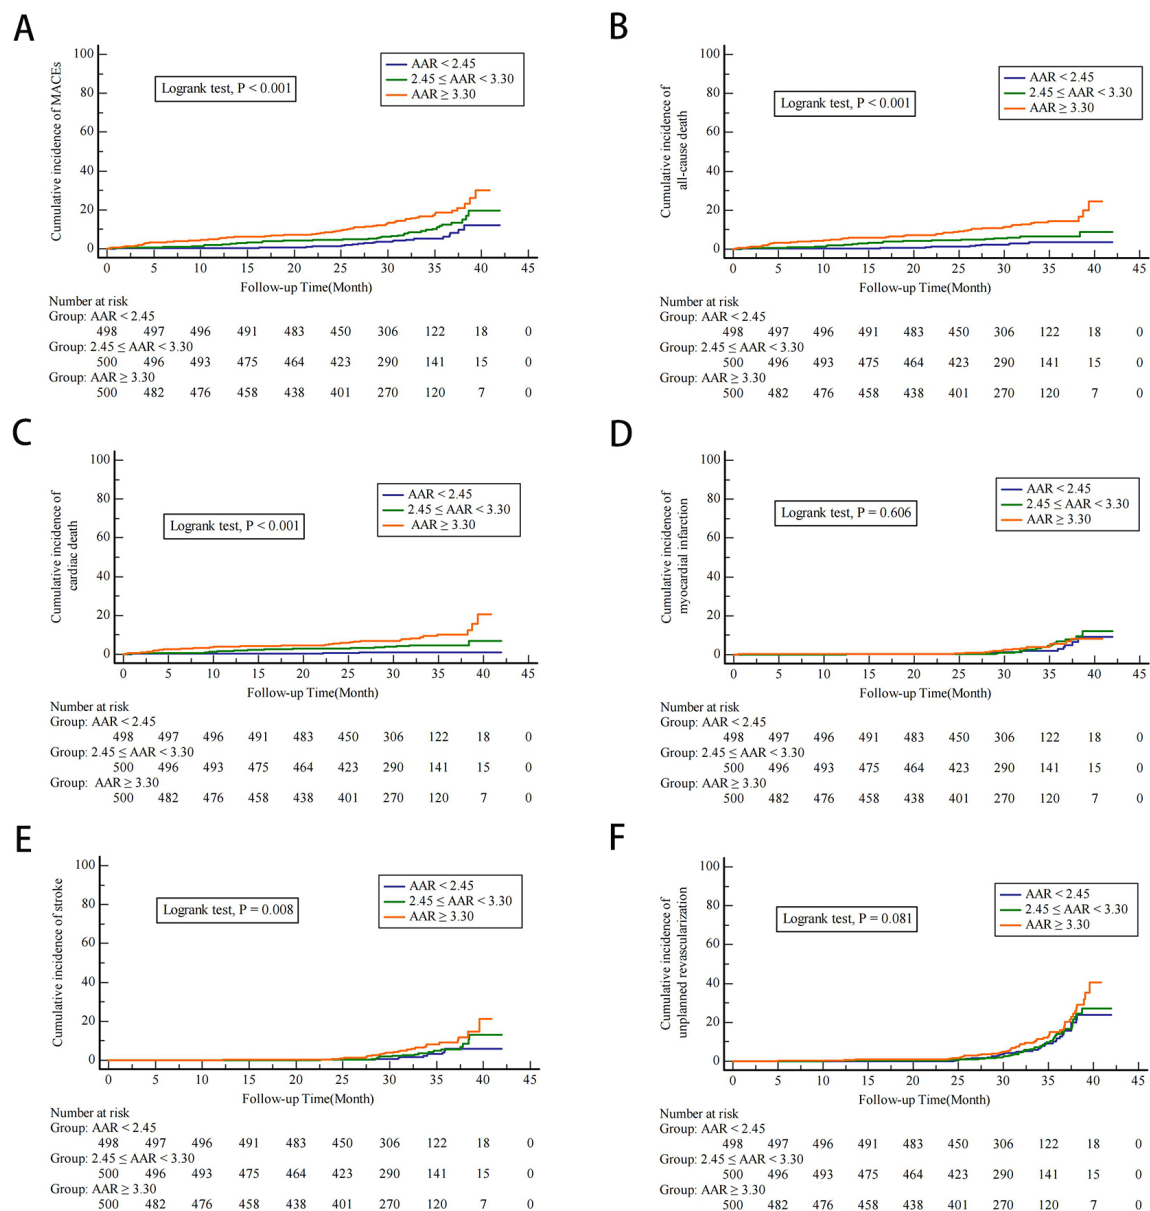 A
Cumulative incidence of MACEs
100
80
60
40
20
0
Logrank test, P < 0.001
AAR < 2.45
2.45 ≤ AAR < 3.30
AAR ≥ 3.30
0 5 10 15 20 25 30 35 40 45
Follow-up Time(Month)
Number at risk
Group: AAR < 2.45
498 497 496 491 483 450 306 122 18 0
Group: 2.45 ≤ AAR < 3.30
500 496 493 475 464 423 290 141 15 0
Group: AAR ≥ 3.30
500 482 476 458 438 401 270 120 7 0
B
Cumulative incidence of
all-cause death
100
80
60
40
20
0
Logrank test, P < 0.001
AAR < 2.45
2.45 ≤ AAR < 3.30
AAR ≥ 3.30
0 5 10 15 20 25 30 35 40 45
Follow-up Time(Month)
Number at risk
Group: AAR < 2.45
498 497 496 491 483 450 306 122 18 0
Group: 2.45 ≤ AAR < 3.30
500 496 493 475 464 423 290 141 15 0
Group: AAR ≥ 3.30
500 482 476 458 438 401 270 120 7 0
C
Cumulative incidence of
cardiac death
100
80
60
40
20
0
Logrank test, P < 0.001
AAR < 2.45
2.45 ≤ AAR < 3.30
AAR ≥ 3.30
0 5 10 15 20 25 30 35 40 45
Follow-up Time(Month)
Number at risk
Group: AAR < 2.45
498 497 496 491 483 450 306 122 18 0
Group: 2.45 ≤ AAR < 3.30
500 496 493 475 464 423 290 141 15 0
Group: AAR ≥ 3.30
500 482 476 458 438 401 270 120 7 0
D
Cumulative incidence of
myocardial infarction
100
80
60
40
20
0
Logrank test, P = 0.606
AAR < 2.45
2.45 ≤ AAR < 3.30
AAR ≥ 3.30
0 5 10 15 20 25 30 35 40 45
Follow-up Time(Month)
Number at risk
Group: AAR < 2.45
498 497 496 491 483 450 306 122 18 0
Group: 2.45 ≤ AAR < 3.30
500 496 493 475 464 423 290 141 15 0
Group: AAR ≥ 3.30
500 482 476 458 438 401 270 120 7 0
E
Cumulative incidence of stroke
100
80
60
40
20
0
Logrank test, P = 0.008
AAR < 2.45
2.45 ≤ AAR < 3.30
AAR ≥ 3.30
0 5 10 15 20 25 30 35 40 45
Follow-up Time(Month)
Number at risk
Group: AAR < 2.45
498 497 496 491 483 450 306 122 18 0
Group: 2.45 ≤ AAR < 3.30
500 496 493 475 464 423 290 141 15 0
Group: AAR ≥ 3.30
500 482 476 458 438 401 270 120 7 0
F
Cumulative incidence of
unplanned revascularization
100
80
60
40
20
0
Logrank test, P = 0.081
AAR < 2.45
2.45 ≤ AAR < 3.30
AAR ≥ 3.30
0 5 10 15 20 25 30 35 40 45
Follow-up Time(Month)
Number at risk
Group: AAR < 2.45
498 497 496 491 483 450 306 122 18 0
Group: 2.45 ≤ AAR < 3.30
500 496 493 475 464 423 290 141 15 0
Group: AAR ≥ 3.30
500 482 476 458 438 401 270 120 7 0